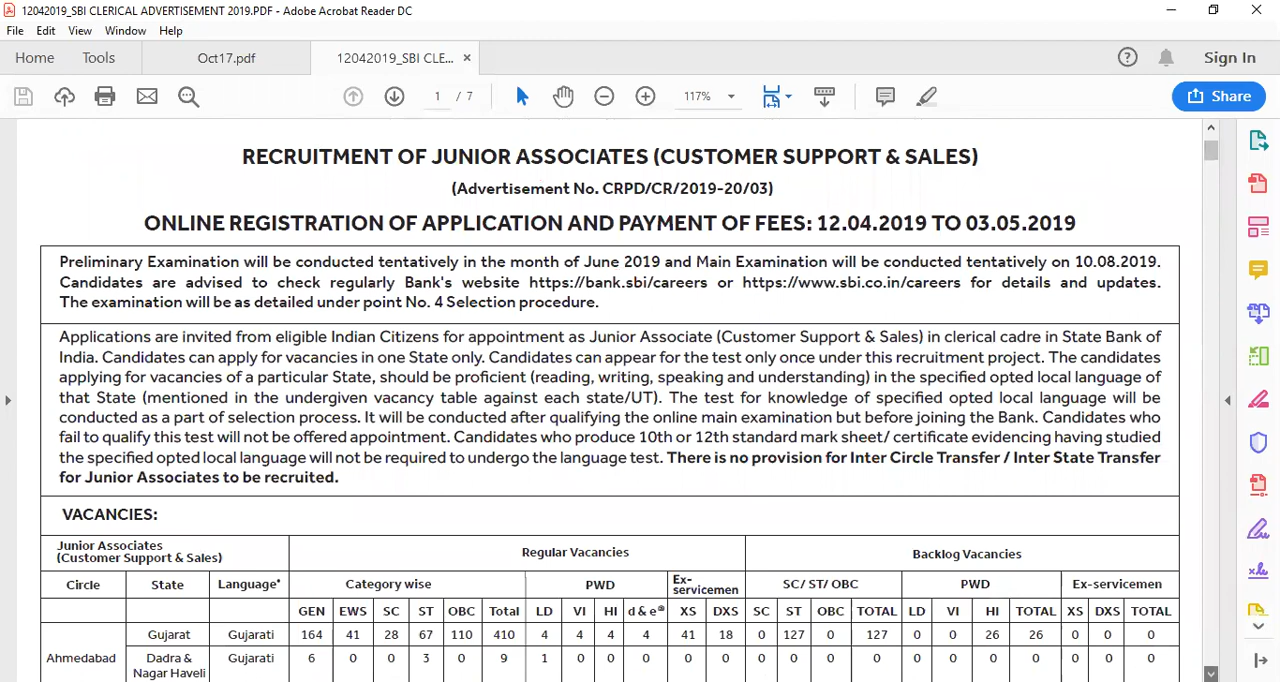 12042019_SBI CLERICAL ADVERTISEMENT 2019.PDF - Adobe Acrobat Reader DC
File Edit View Window Help
Home Tools Oct17.pdf 12042019_SBI CLE... ×
? Sign In
1 / 7 117% Share
RECRUITMENT OF JUNIOR ASSOCIATES (CUSTOMER SUPPORT & SALES)
(Advertisement No. CRPD/CR/2019-20/03)
ONLINE REGISTRATION OF APPLICATION AND PAYMENT OF FEES: 12.04.2019 TO 03.05.2019
Preliminary Examination will be conducted tentatively in the month of June 2019 and Main Examination will be conducted tentatively on 10.08.2019.
Candidates are advised to check regularly Bank's website https://bank.sbi/careers or https://www.sbi.co.in/careers for details and updates.
The examination will be as detailed under point No. 4 Selection procedure.
Applications are invited from eligible Indian Citizens for appointment as Junior Associate (Customer Support & Sales) in clerical cadre in State Bank of
India. Candidates can apply for vacancies in one State only. Candidates can appear for the test only once under this recruitment project. The candidates
applying for vacancies of a particular State, should be proficient (reading, writing, speaking and understanding) in the specified opted local language of
that State (mentioned in the undergiven vacancy table against each state/UT). The test for knowledge of specified opted local language will be
conducted as a part of selection process. It will be conducted after qualifying the online main examination but before joining the Bank. Candidates who
fail to qualify this test will not be offered appointment. Candidates who produce 10th or 12th standard mark sheet/ certificate evidencing having studied
the specified opted local language will not be required to undergo the language test. There is no provision for Inter Circle Transfer / Inter State Transfer
for Junior Associates to be recruited.
VACANCIES:
Junior Associates
(Customer Support & Sales) Regular Vacancies Backlog Vacancies
Circle State Language* Category wise PWD Ex-servicemen SC/ ST/ OBC PWD Ex-servicemen
GEN EWS SC ST OBC Total LD VI HI d & e@ XS DXS SC ST OBC TOTAL LD VI HI TOTAL XS DXS TOTAL
Gujarat Gujarati 164 41 28 67 110 410 4 4 4 4 41 18 0 127 0 127 0 0 26 26 0 0 0
Ahmedabad Dadra & Gujarati 6 0 0 3 0 9 1 0 0 0 0 0 0 0 0 0 0 0 0 0 0 0 0
Nagar Haveli